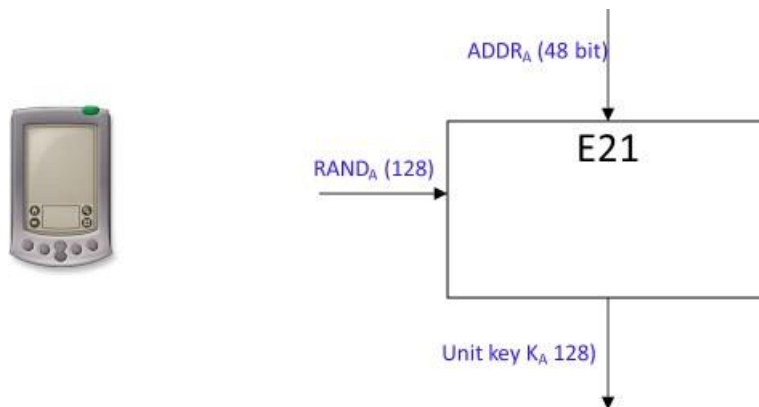 ADDRA (48 bit)
E21
RANDA (128)
Unit key KA 128)